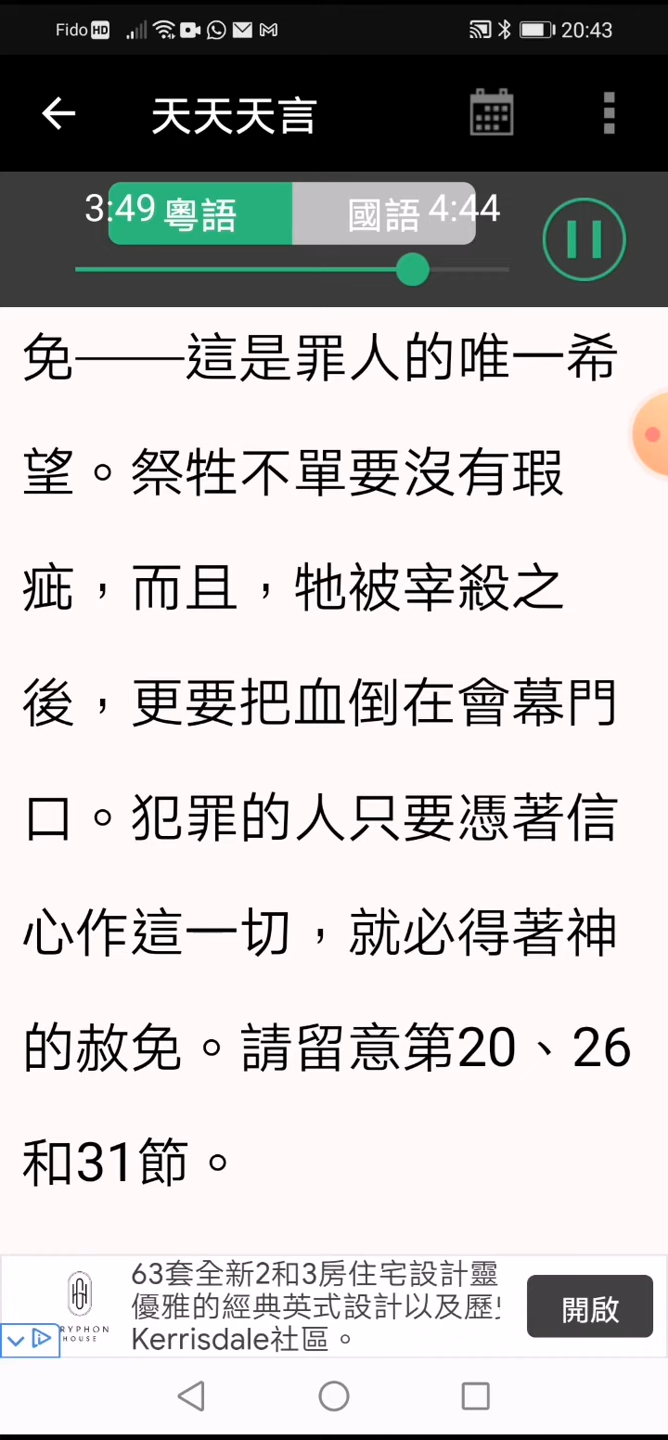 Fido HD 20:43
天天天言
3:49 粵語 國語 4:44
免——這是罪人的唯一希
望。祭牲不單要沒有瑕
疵，而且，牠被宰殺之
後，更要把血倒在會幕門
口。犯罪的人只要憑著信
心作這一切，就必得著神
的赦免。請留意第20、26
和31節。
63套全新2和3房住宅設計靈
優雅的經典英式設計以及歷
Kerrisdale社區。
開啟
RYPHON
HOUSE